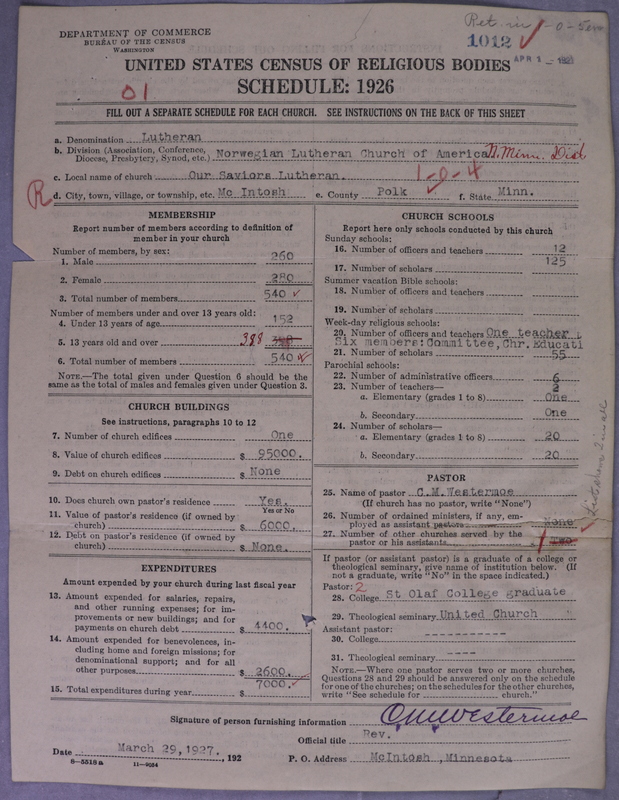 Ret. in
DEPARTMENT OF COMMERCE
BUREAU OF THE CENSUS
WASHINGTON
1012
APR 1 - 192
UNITED STATES CENSUS OF RELIGIOUS BODIES
SCHEDULE: 1926
01
FILL OUT A SEPARATE SCHEDULE FOR EACH CHURCH. SEE INSTRUCTIONS ON THE BACK OF THIS SHEET
a. Denomination Lutheran
b. Division (Association, Conference, Diocese, Presbytery, Synod, etc.) Norwegian Lutheran Church of America N. Minn. Dist
c. Local name of church Our Saviors Lutheran. 1-9-4
R d. City, town, village, or township, etc. Mc Intosh e. County Polk f. State Minn.
MEMBERSHIP
Report number of members according to definition of
member in your church
Number of members, by sex:
1. Male 260
2. Female 280
3. Total number of members 540
Number of members under and over 13 years old:
4. Under 13 years of age 152
5. 13 years old and over 388
6. Total number of members 540
NOTE.—The total given under Question 6 should be
same as the total of males and females given under Question 3.
CHURCH BUILDINGS
See instructions, paragraphs 10 to 12
7. Number of church edifices One
8. Value of church edifices $ 95000.
9. Debt on church edifices $ None
10. Does church own pastor's residence Yes.
Yes or No
11. Value of pastor's residence (if owned by
church) $ 6000.
12. Debt on pastor's residence (if owned by
church) $ None.
EXPENDITURES
Amount expended by your church during last fiscal year
13. Amount expended for salaries, repairs,
and other running expenses; for im-
provements or new buildings; and for
payments on church debt $ 4400.
14. Amount expended for benevolences, in-
cluding home and foreign missions; for
denominational support; and for all
other purposes $ 2600.
15. Total expenditures during year $ 7000.
CHURCH SCHOOLS
Report here only schools conducted by this church
Sunday schools:
16. Number of officers and teachers 12
17. Number of scholars 125
Summer vacation Bible schools:
18. Number of officers and teachers
19. Number of scholars
Week-day religious schools:
20. Number of officers and teachers One teacher
Six members: Committee, Chr. Educati
21. Number of scholars 55
Parochial schools:
22. Number of administrative officers 6
23. Number of teachers— 2
a. Elementary (grades 1 to 8) One
b. Secondary One
24. Number of scholars—
a. Elementary (grades 1 to 8) 20
b. Secondary 20
PASTOR
25. Name of pastor C.M.Westermoe
(If church has no pastor, write "None")
26. Number of ordained ministers, if any, em-
ployed as assistant pastors None
27. Number of other churches served by the
pastor or his assistants 1 Two
If pastor (or assistant pastor) is a graduate of a college or
theological seminary, give name of institution below. (If
not a graduate, write "No" in the space indicated.)
Pastor: 2
28. College St Olaf College graduate
29. Theological seminary United Church "
Assistant pastor:
30. College ----------
31. Theological seminary ----
NOTE.—Where one pastor serves two or more churches,
Questions 28 and 29 should be answered only on the schedule
for one of the churches; on the schedules for the other churches,
write "See schedule for church."
Signature of person furnishing information C.M.Westermoe
Official title Rev.
Date March 29,1927. , 192 P. O. Address McIntosh ,Minnesota
8—5518a 11—9054